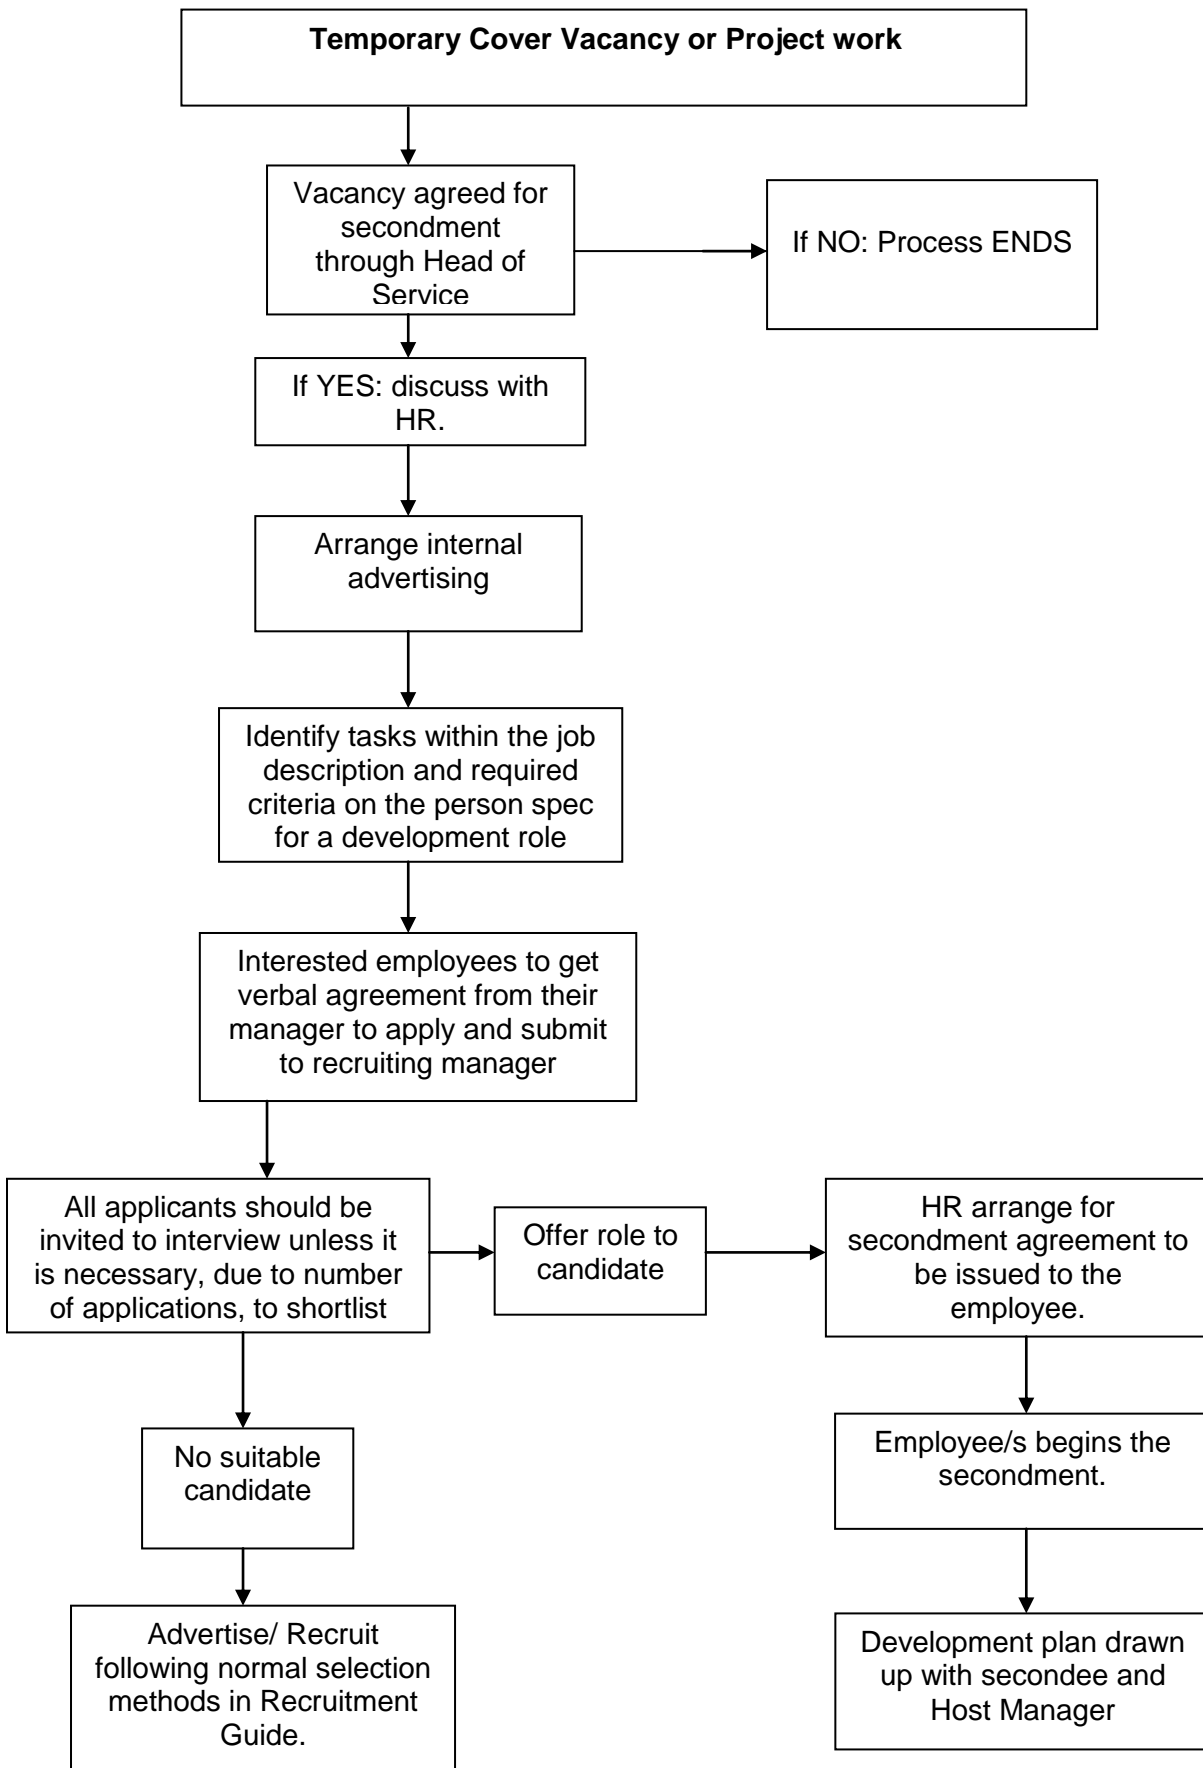 Temporary Cover Vacancy or Project work
Vacancy agreed for
secondment
through Head of
Service
If NO: Process ENDS
If YES: discuss with
HR.
Arrange internal
advertising
Identify tasks within the job
description and required
criteria on the person spec
for a development role
Interested employees to get
verbal agreement from their
manager to apply and submit
to recruiting manager
All applicants should be
invited to interview unless it
is necessary, due to number
of applications, to shortlist
Offer role to
candidate
HR arrange for
secondment agreement to
be issued to the
employee.
No suitable
candidate
Employee/s begins the
secondment.
Advertise/ Recruit
following normal selection
methods in Recruitment
Guide.
Development plan drawn
up with secondee and
Host Manager